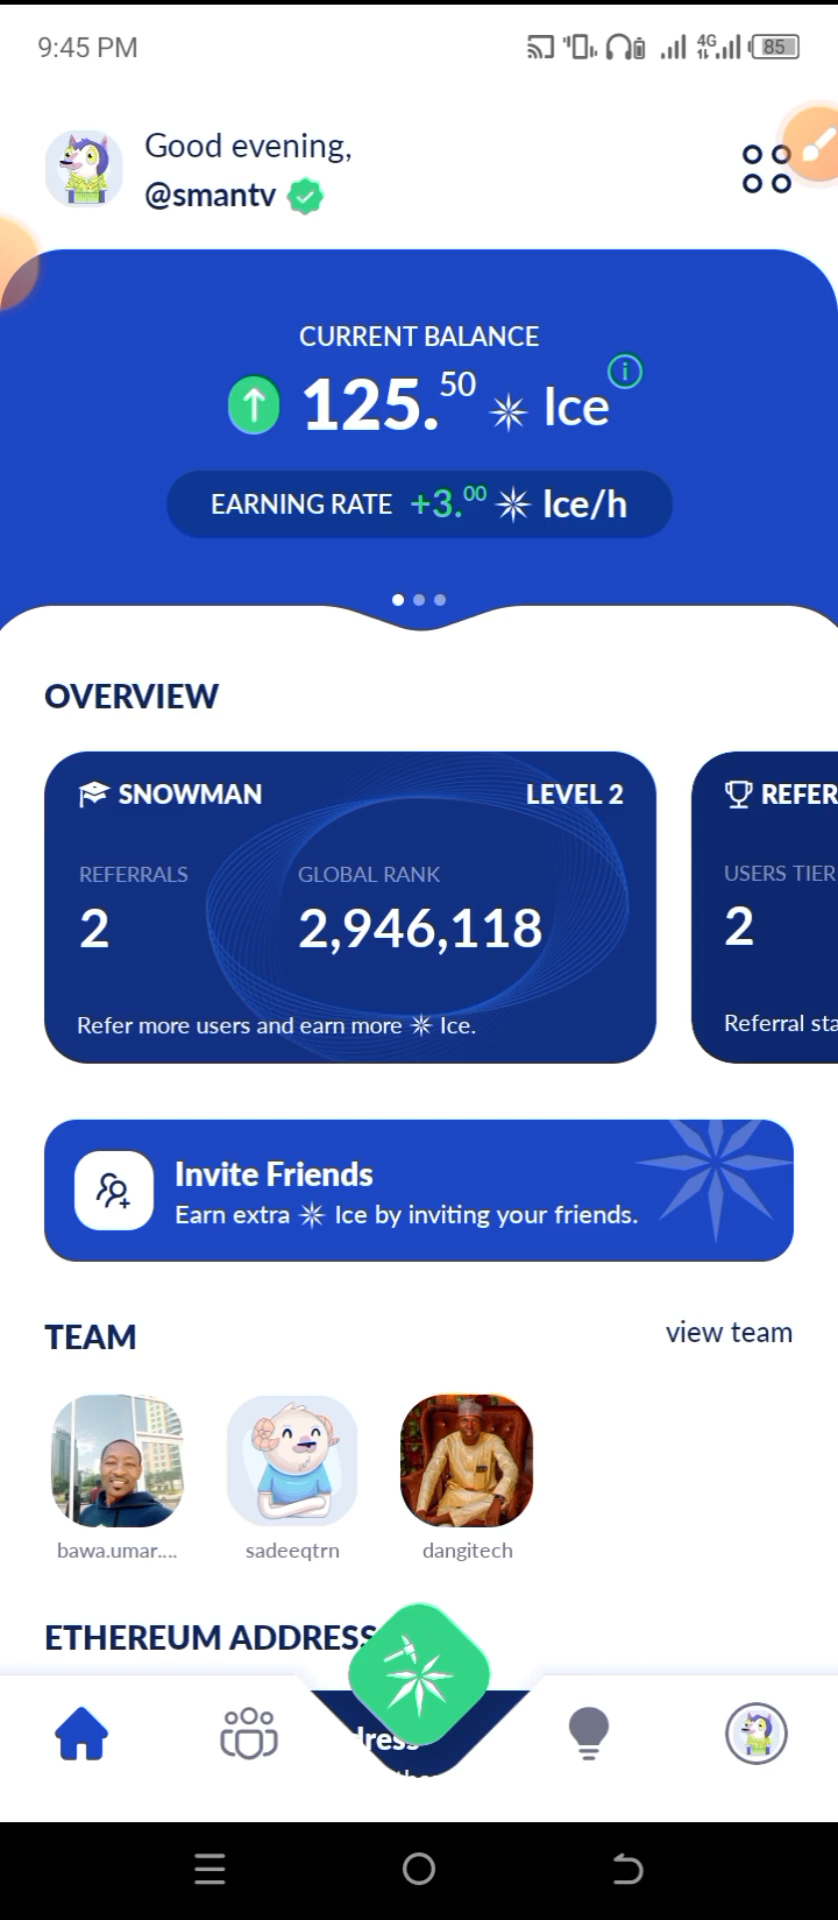 9:45 PM
4G
85
Good evening,
@smantv
CURRENT BALANCE
125.50 Ice
EARNING RATE +3.00 Ice/h
OVERVIEW
SNOWMAN
LEVEL 2
REFERRALS
GLOBAL RANK
2
2,946,118
Refer more users and earn more Ice.
REFER
USERS TIER
2
Referral sta
Invite Friends
Earn extra Ice by inviting your friends.
TEAM
view team
bawa.umar....
sadeeqtrn
dangitech
ETHEREUM ADDRESS
dress